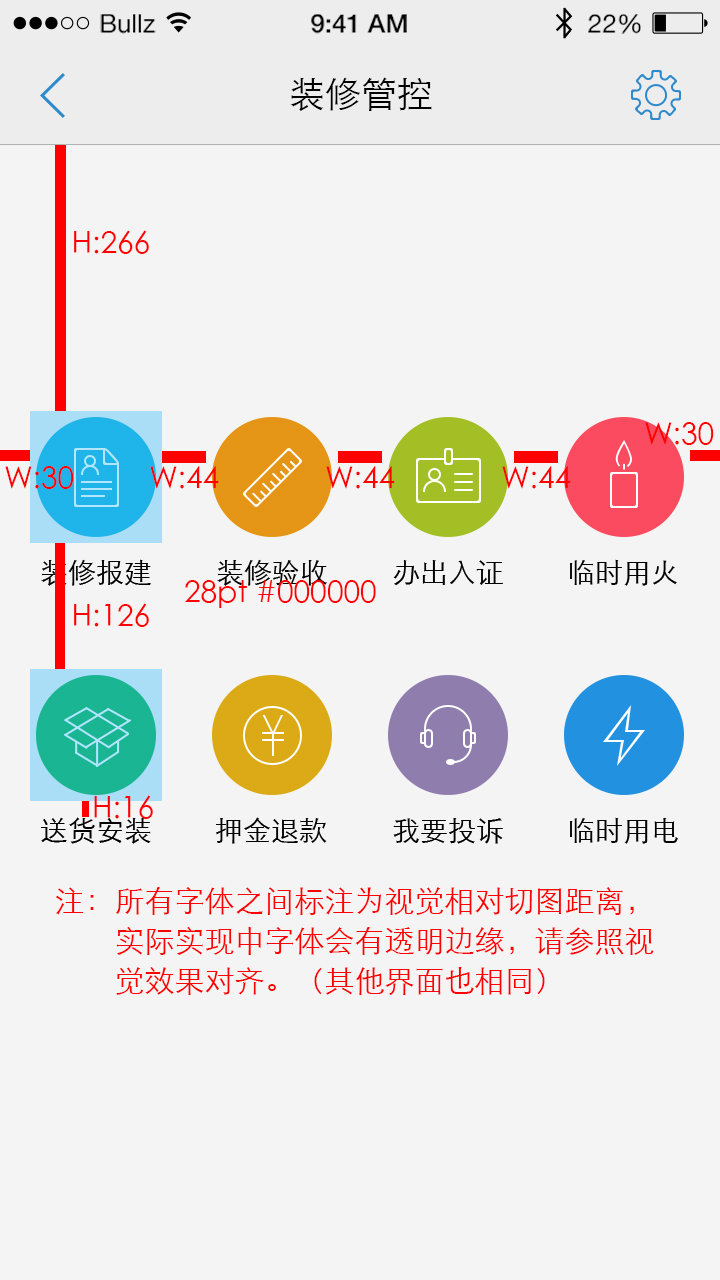 Bullz 9:41 AM 22%
装修管控
H:266
W:30
W:30 W:44 W:44 W:44
装修报建 装修验收 办出入证 临时用火
28pt #000000
H:126
H:16
送货安装 押金退款 我要投诉 临时用电
注：所有字体之间标注为视觉相对切图距离，
实际实现中字体会有透明边缘，请参照视
觉效果对齐。（其他界面也相同）